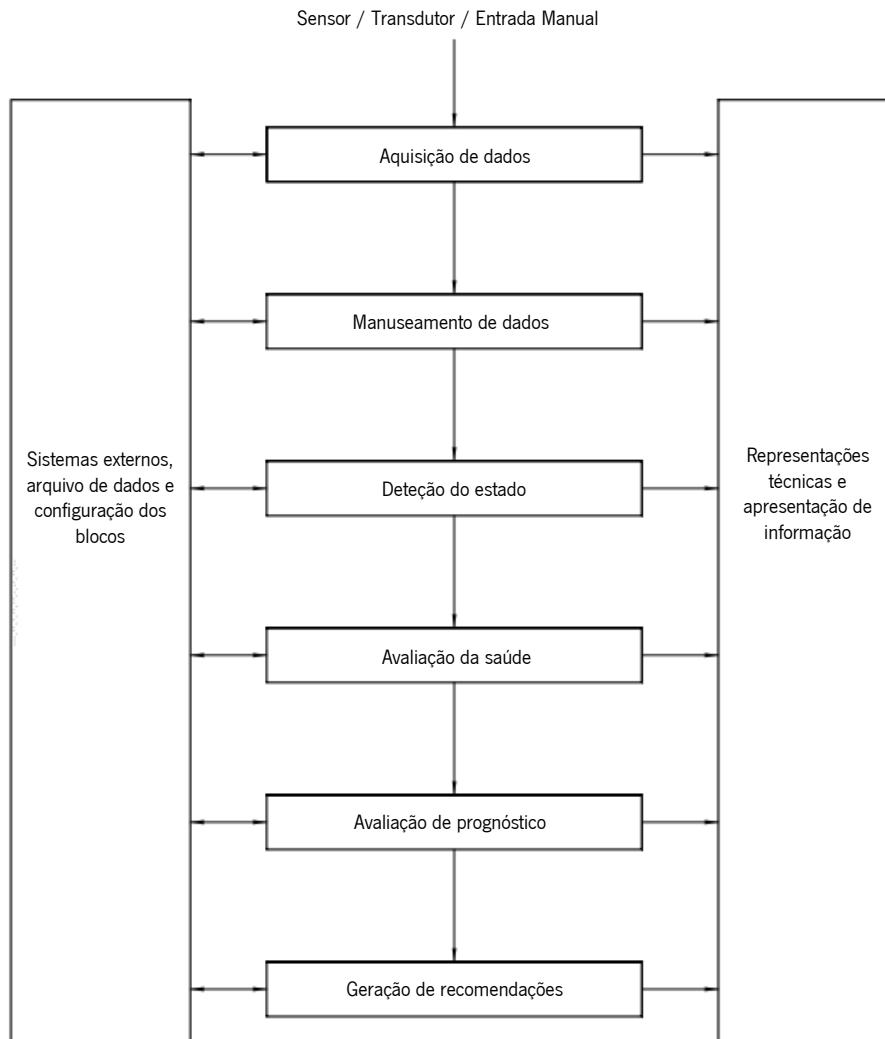 Sensor / Transdutor / Entrada Manual
Aquisição de dados
Manuseamento de dados
Sistemas externos,
arquivo de dados e
configuração dos
blocos
Deteção do estado
Representações
técnicas e
apresentação de
informação
Avaliação da saúde
Avaliação de prognóstico
Geração de recomendações